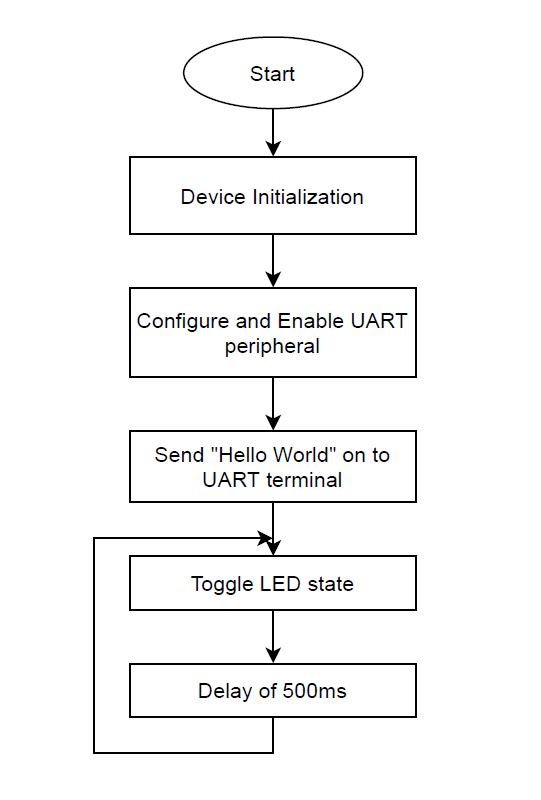 Start
Device Initialization
Configure and Enable UART
peripheral
Send "Hello World" on to
UART terminal
Toggle LED state
Delay of 500ms